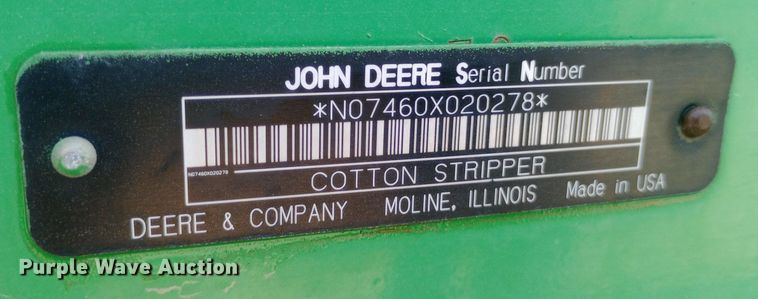 JOHN DEERE Serial Number
*N07460X020278*
N07460X020278
COTTON STRIPPER
DEERE & COMPANY MOLINE, ILLINOIS Made in USA
Purple Wave Auction